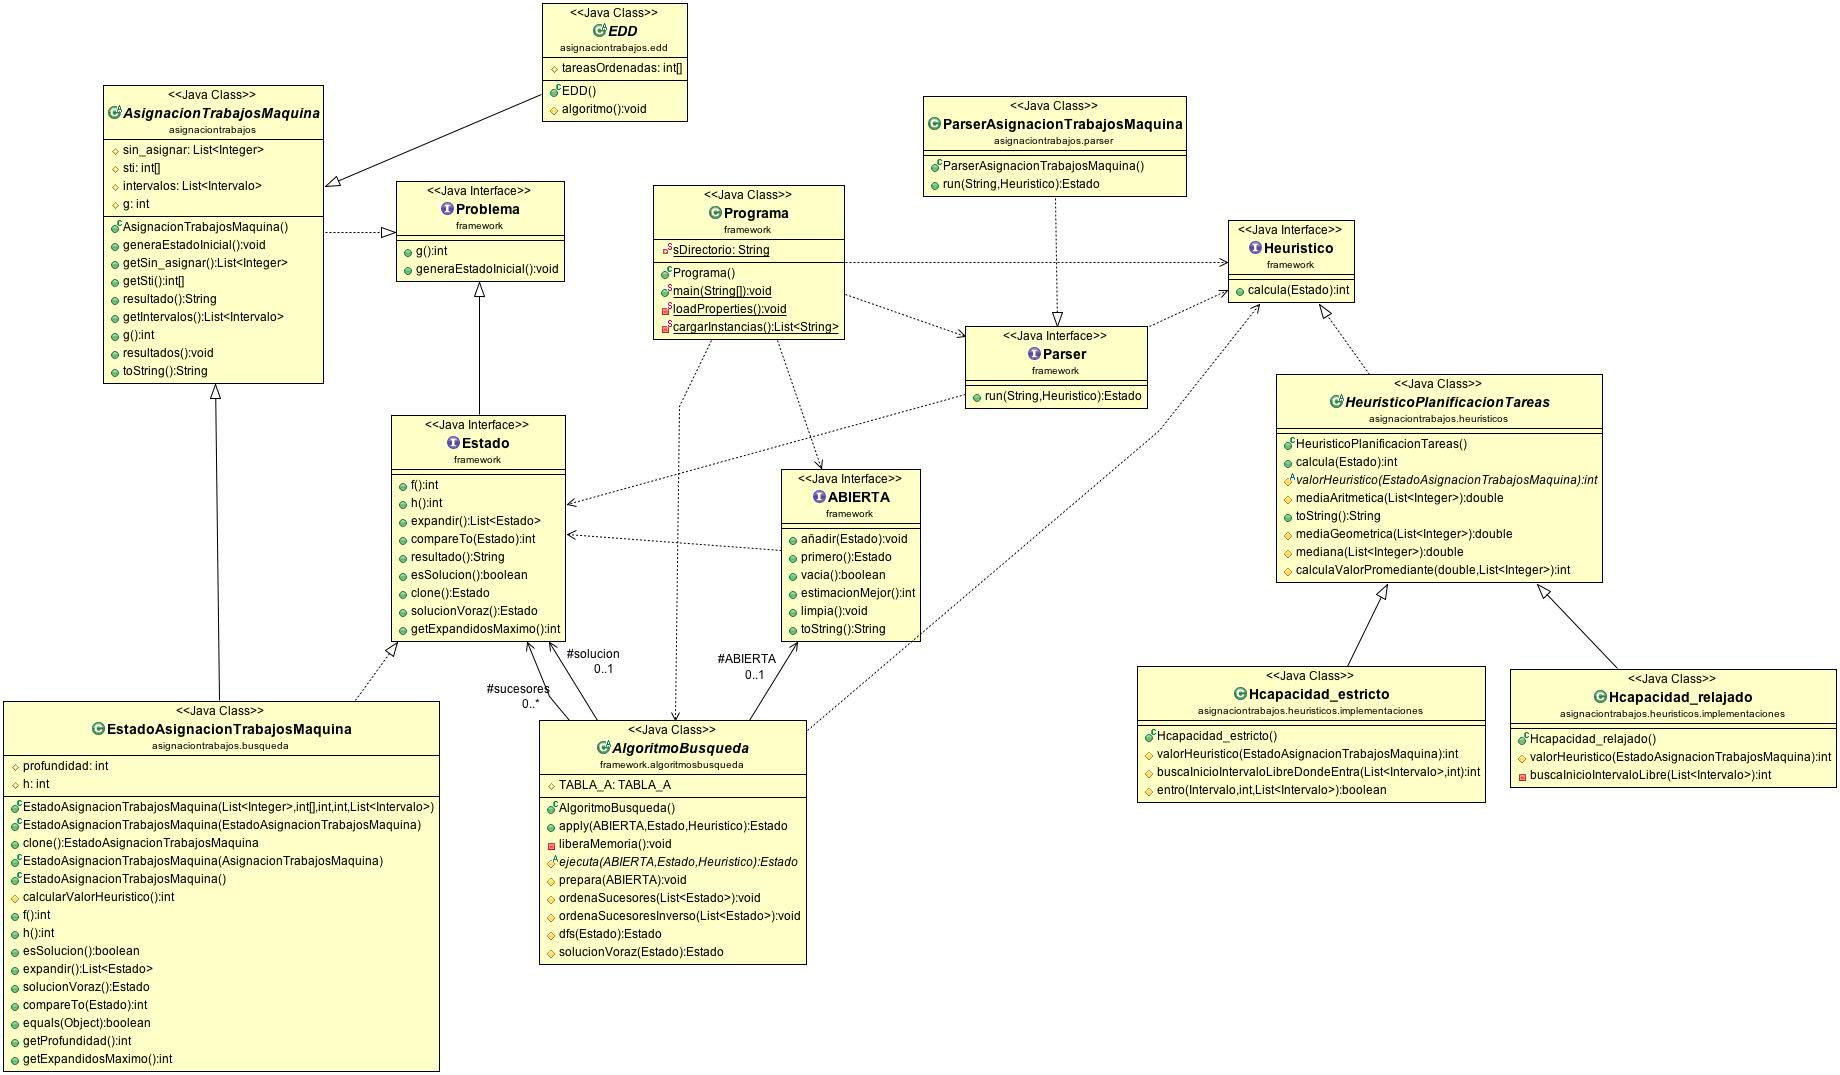 <<Java Class>>
EDD
asignaciontrabajos.edd
tareasOrdenadas: int[]
EDD()
algoritmo():void
<<Java Class>>
AsignacionTrabajosMaquina
asignaciontrabajos
sin_asignar: List<Integer>
sti: int[]
intervalos: List<Intervalo>
g: int
AsignacionTrabajosMaquina()
generaEstadoInicial():void
getSin_asignar():List<Integer>
getSti():int[]
resultado():String
getIntervalos():List<Intervalo>
g():int
resultados():void
toString():String
<<Java Interface>>
Problema
framework
g():int
generaEstadoInicial():void
<<Java Class>>
Programa
framework
sDirectorio: String
Programa()
main(String[]):void
loadProperties():void
cargarInstancias():List<String>
<<Java Class>>
ParserAsignacionTrabajosMaquina
asignaciontrabajos.parser
ParserAsignacionTrabajosMaquina()
run(String,Heuristico):Estado
<<Java Interface>>
Heuristico
framework
calcula(Estado):int
<<Java Interface>>
Parser
framework
run(String,Heuristico):Estado
<<Java Class>>
HeuristicoPlanificacionTareas
asignaciontrabajos.heuristicos
HeuristicoPlanificacionTareas()
calcula(Estado):int
valorHeuristico(EstadoAsignacionTrabajosMaquina):int
mediaAritmetica(List<Integer>):double
toString():String
mediaGeometrica(List<Integer>):double
mediana(List<Integer>):double
calculaValorPromediante(double,List<Integer>):int
<<Java Interface>>
Estado
framework
f():int
h():int
expandir():List<Estado>
compareTo(Estado):int
resultado():String
esSolucion():boolean
clone():Estado
solucionVoraz():Estado
getExpandidosMaximo():int
<<Java Interface>>
ABIERTA
framework
añadir(Estado):void
primero():Estado
vacia():boolean
estimacionMejor():int
limpia():void
toString():String
#solucion
0..1
#sucesores
0..*
#ABIERTA
0..1
<<Java Class>>
EstadoAsignacionTrabajosMaquina
asignaciontrabajos.busqueda
profundidad: int
h: int
EstadoAsignacionTrabajosMaquina(List<Integer>,int[],int,int,List<Intervalo>)
EstadoAsignacionTrabajosMaquina(EstadoAsignacionTrabajosMaquina)
clone():EstadoAsignacionTrabajosMaquina
EstadoAsignacionTrabajosMaquina(AsignacionTrabajosMaquina)
EstadoAsignacionTrabajosMaquina()
calcularValorHeuristico():int
f():int
h():int
esSolucion():boolean
expandir():List<Estado>
solucionVoraz():Estado
compareTo(Estado):int
equals(Object):boolean
getProfundidad():int
getExpandidosMaximo():int
<<Java Class>>
AlgoritmoBusqueda
framework.algoritmosbusqueda
TABLA_A: TABLA_A
AlgoritmoBusqueda()
apply(ABIERTA,Estado,Heuristico):Estado
liberaMemoria():void
ejecuta(ABIERTA,Estado,Heuristico):Estado
prepara(ABIERTA):void
ordenaSucesores(List<Estado>):void
ordenaSucesoresInverso(List<Estado>):void
dfs(Estado):Estado
solucionVoraz(Estado):Estado
<<Java Class>>
Hcapacidad_estricto
asignaciontrabajos.heuristicos.implementaciones
Hcapacidad_estricto()
valorHeuristico(EstadoAsignacionTrabajosMaquina):int
buscaInicioIntervaloLibreDondeEntra(List<Intervalo>,int):int
entro(Intervalo,int,List<Intervalo>):boolean
<<Java Class>>
Hcapacidad_relajado
asignaciontrabajos.heuristicos.implementaciones
Hcapacidad_relajado()
valorHeuristico(EstadoAsignacionTrabajosMaquina):int
buscaInicioIntervaloLibre(List<Intervalo>):int